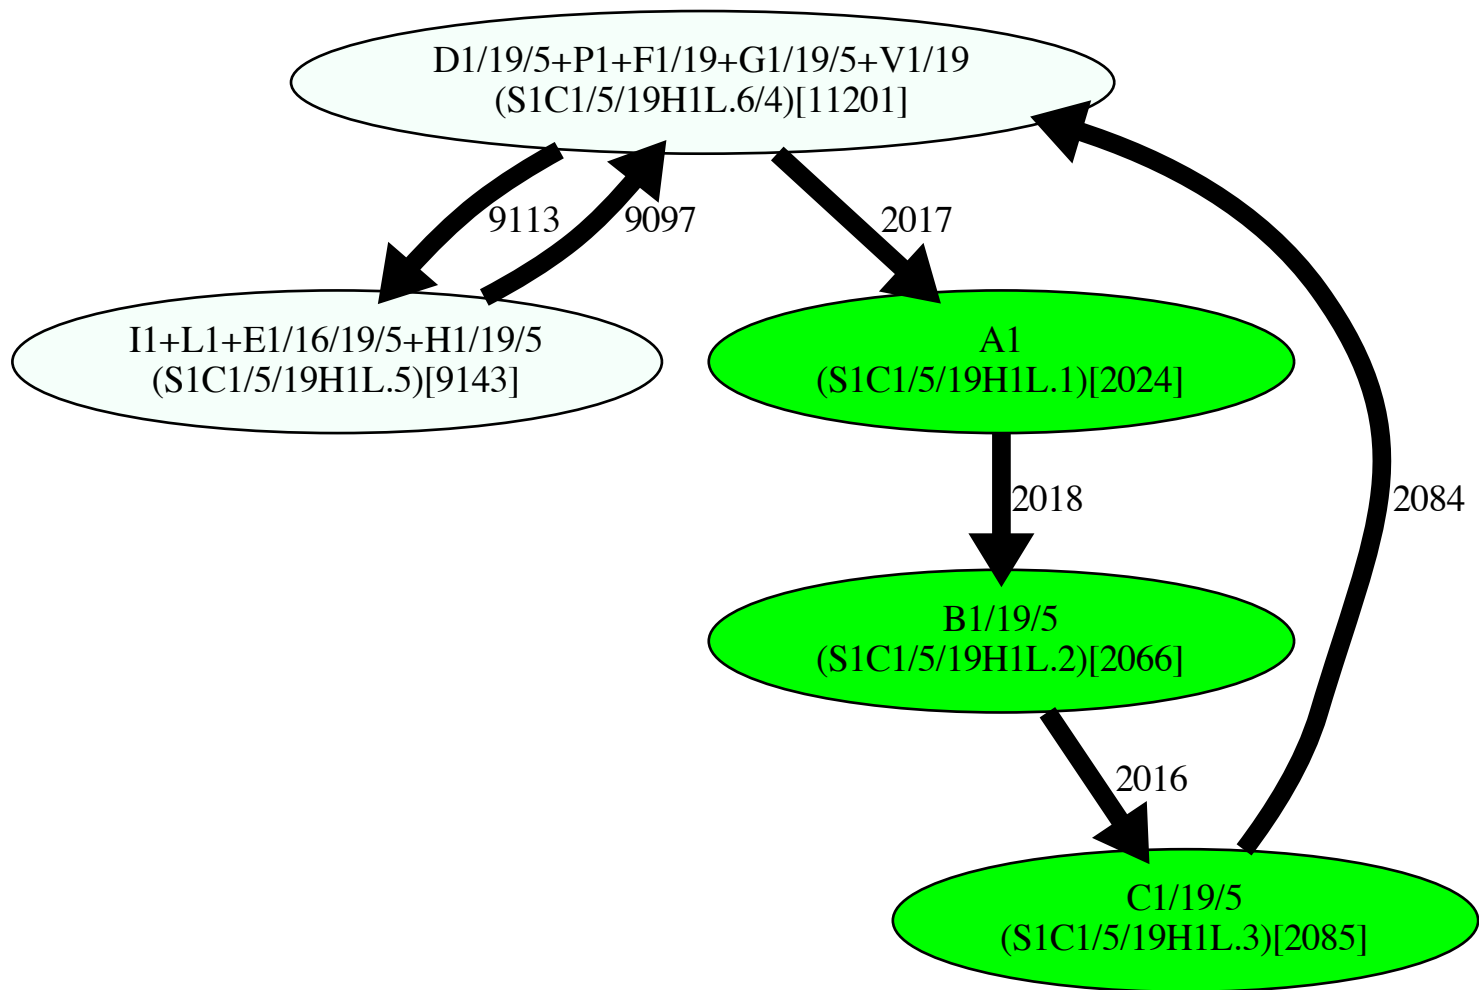 D1/19/5+P1+F1/19+G1/19/5+V1/19
(S1C1/5/19H1L.6/4)[11201]
9113
9097
2017
I1+L1+E1/16/19/5+H1/19/5
(S1C1/5/19H1L.5)[9143]
A1
(S1C1/5/19H1L.1)[2024]
2018
2084
B1/19/5
(S1C1/5/19H1L.2)[2066]
2016
C1/19/5
(S1C1/5/19H1L.3)[2085]